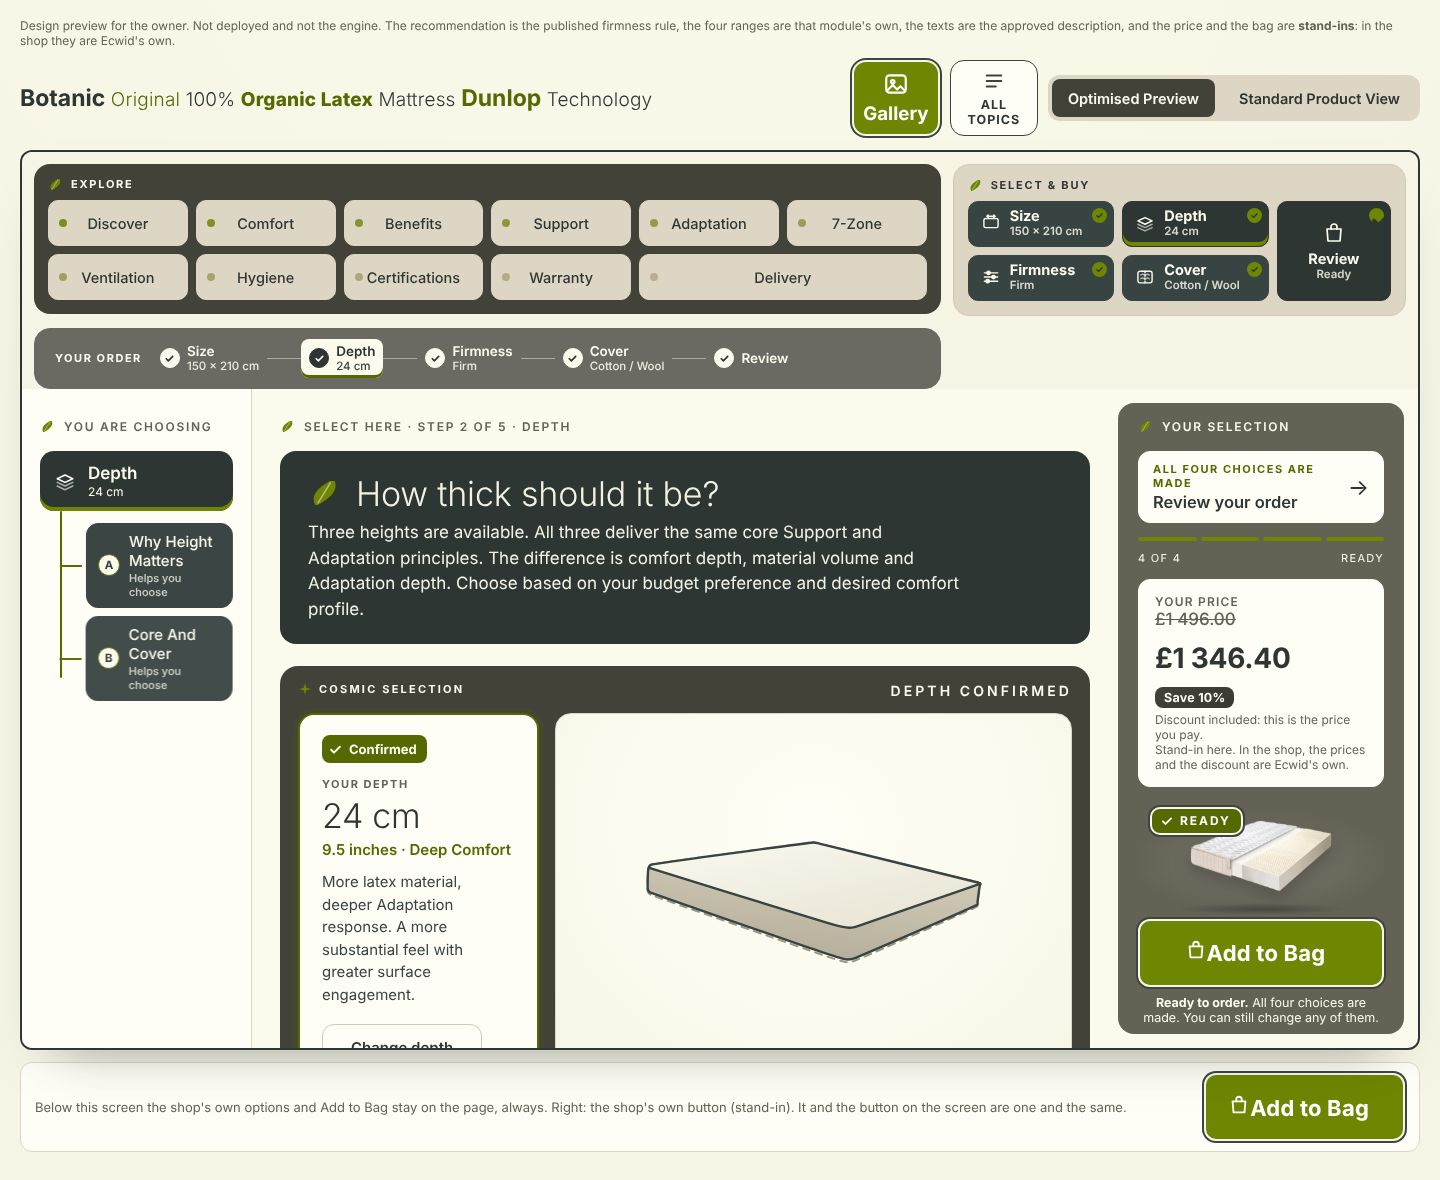 Design preview for the owner. Not deployed and not the engine. The recommendation is the published firmness rule, the four ranges are that module's own, the texts are the approved description, and the price and the bag are stand-ins: in the
shop they are Ecwid's own.
Botanic Original 100% Organic Latex Mattress Dunlop Technology
Gallery
ALL
TOPICS
Optimised Preview
Standard Product View
EXPLORE
Discover
Comfort
Benefits
Support
Adaptation
7-Zone
Ventilation
Hygiene
Certifications
Warranty
Delivery
SELECT & BUY
Size
150 × 210 cm
Depth
24 cm
Firmness
Firm
Cover
Cotton / Wool
Review
Ready
YOUR ORDER
Size
150 × 210 cm
Depth
24 cm
Firmness
Firm
Cover
Cotton / Wool
Review
YOU ARE CHOOSING
Depth
24 cm
A
Why Height
Matters
Helps you
choose
B
Core And
Cover
Helps you
choose
SELECT HERE · STEP 2 OF 5 · DEPTH
How thick should it be?
Three heights are available. All three deliver the same core Support and
Adaptation principles. The difference is comfort depth, material volume and
Adaptation depth. Choose based on your budget preference and desired comfort
profile.
COSMIC SELECTION
DEPTH CONFIRMED
Confirmed
YOUR DEPTH
24 cm
9.5 inches · Deep Comfort
More latex material,
deeper Adaptation
response. A more
substantial feel with
greater surface
engagement.
Change depth
YOUR SELECTION
ALL FOUR CHOICES ARE
MADE
Review your order
4 OF 4
READY
YOUR PRICE
£1 496.00
£1 346.40
Save 10%
Discount included: this is the price
you pay.
Stand-in here. In the shop, the prices
and the discount are Ecwid's own.
READY
Add to Bag
Ready to order. All four choices are
made. You can still change any of them.
Below this screen the shop's own options and Add to Bag stay on the page, always. Right: the shop's own button (stand-in). It and the button on the screen are one and the same.
Add to Bag